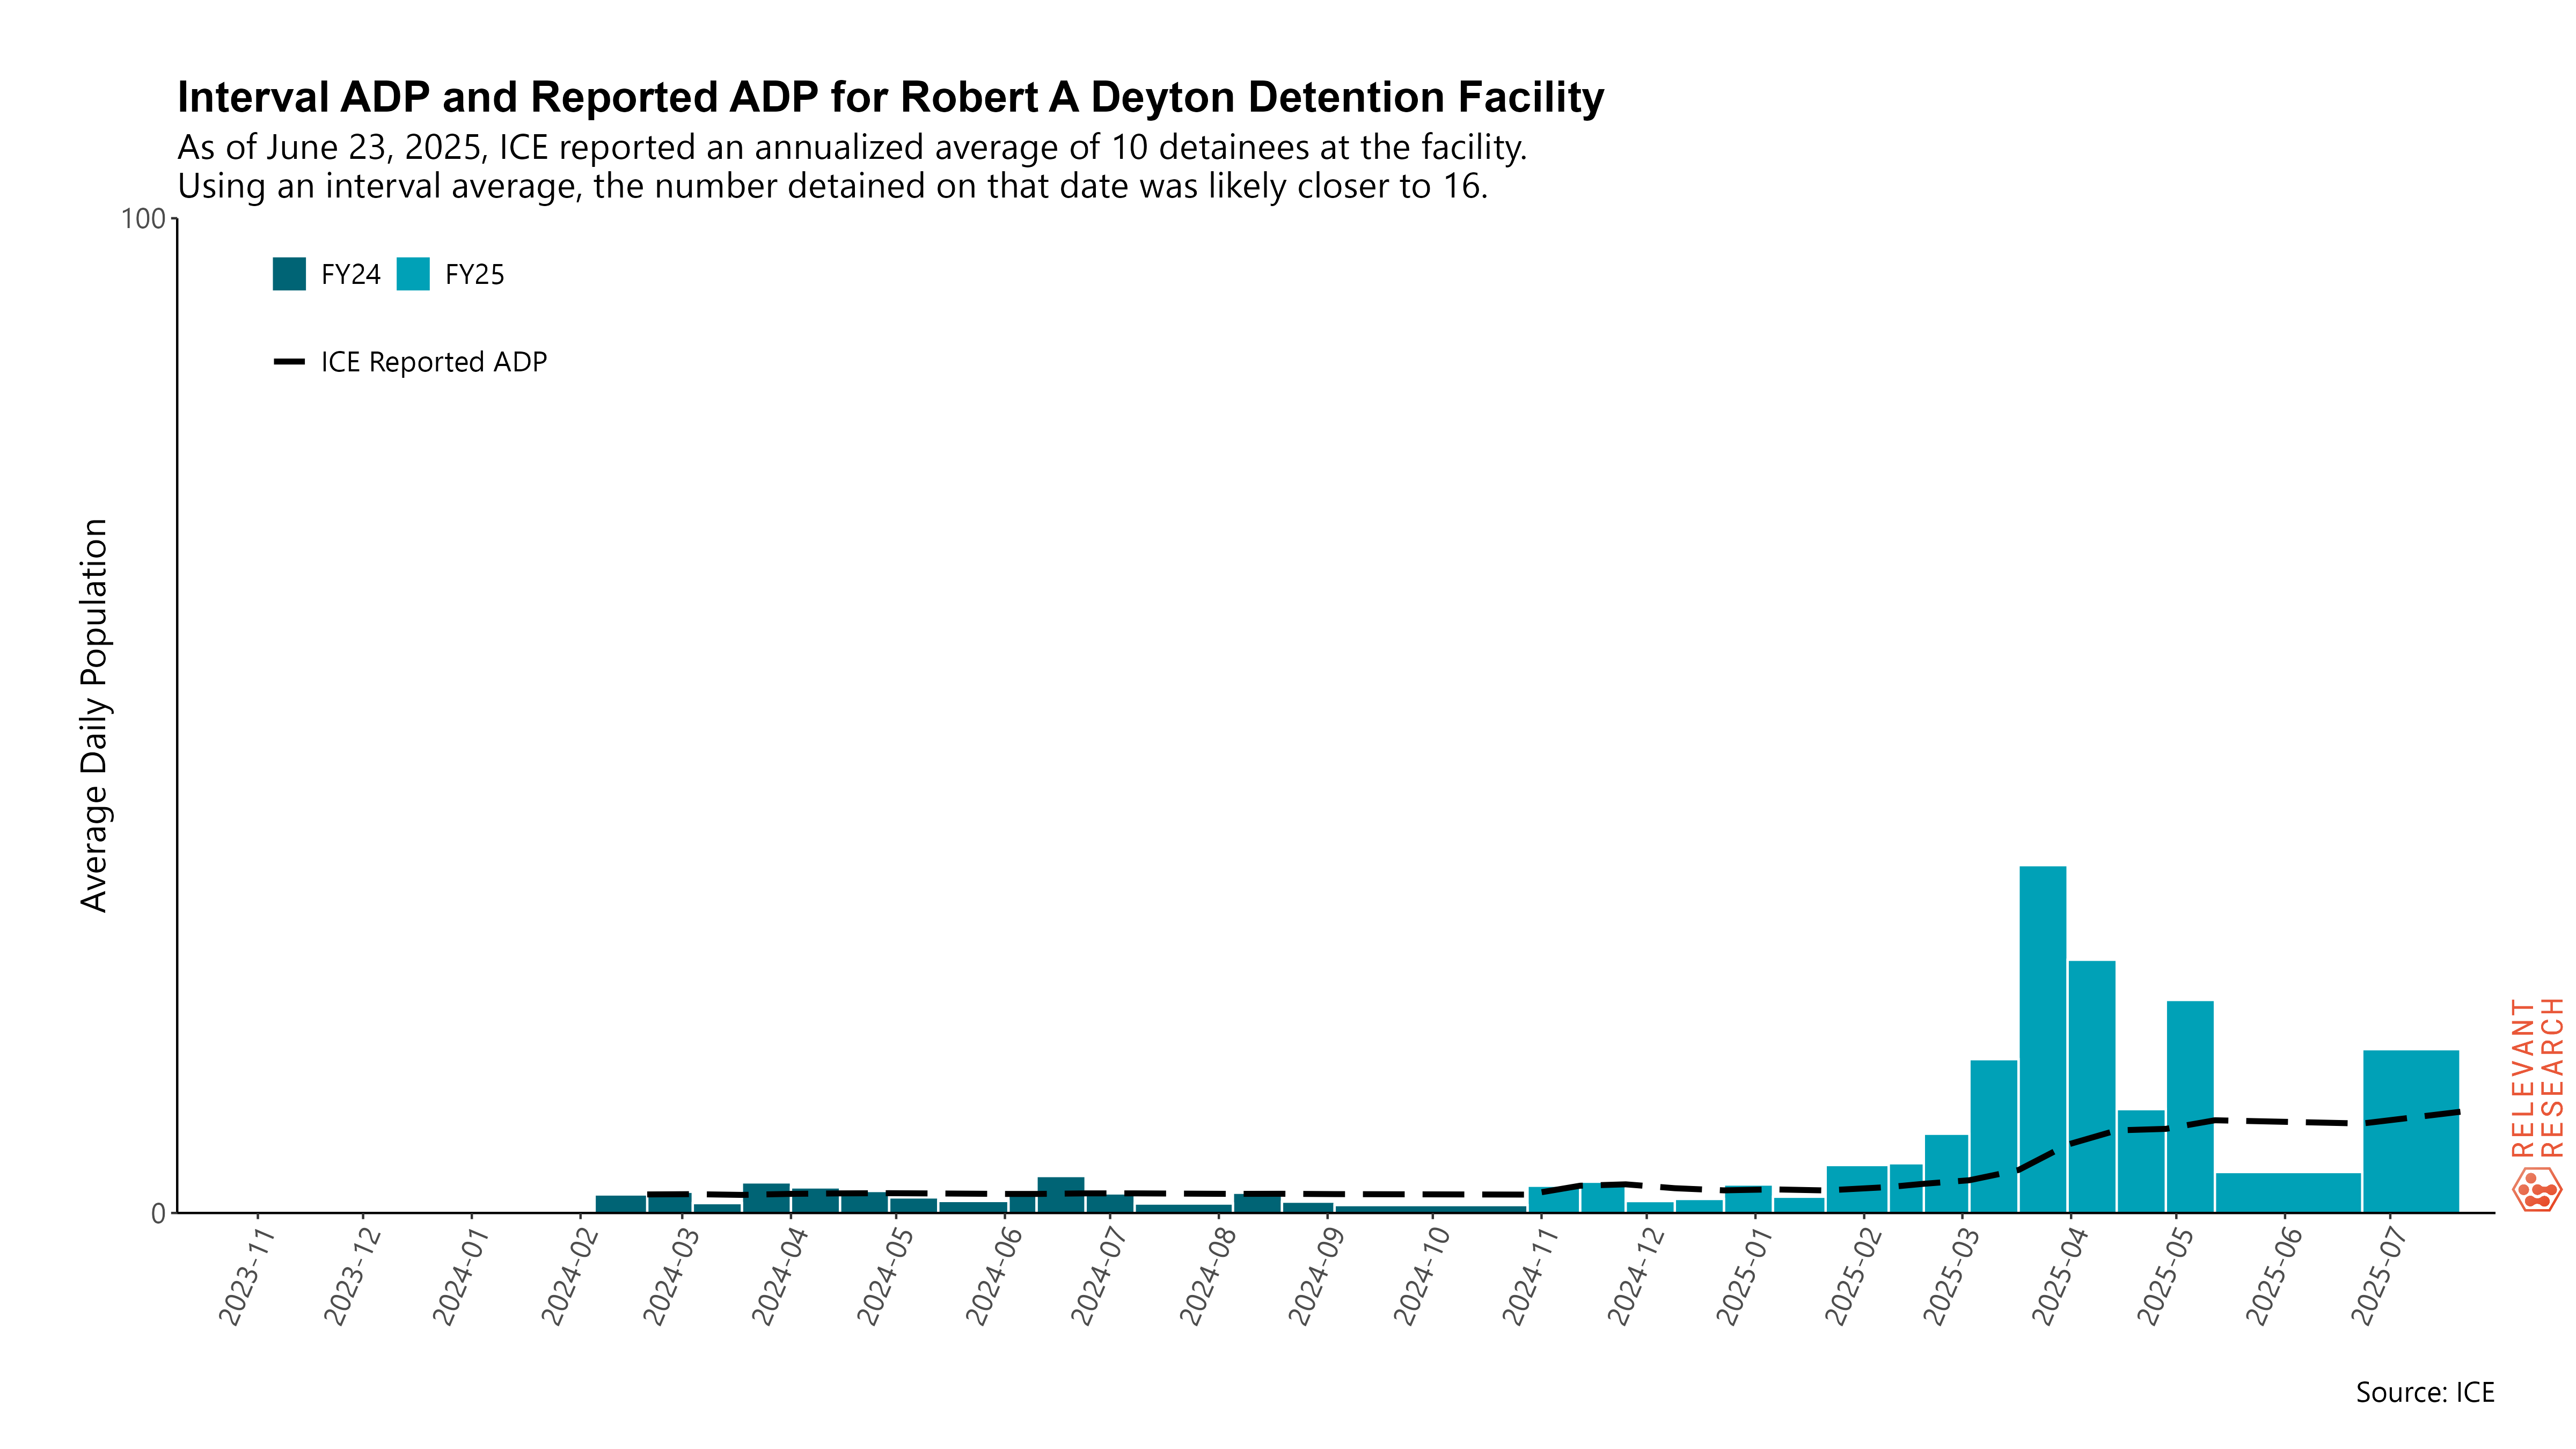 Interval ADP and Reported ADP for Robert A Deyton Detention Facility
As of June 23, 2025, ICE reported an annualized average of 10 detainees at the facility.
Using an interval average, the number detained on that date was likely closer to 16.
100
FY24 FY25
ICE Reported ADP
Average Daily Population
0
2023-11 2023-12 2024-01 2024-02 2024-03 2024-04 2024-05 2024-06 2024-07 2024-08 2024-09 2024-10 2024-11 2024-12 2025-01 2025-02 2025-03 2025-04 2025-05 2025-06 2025-07
RELEVANT
RESEARCH
Source: ICE